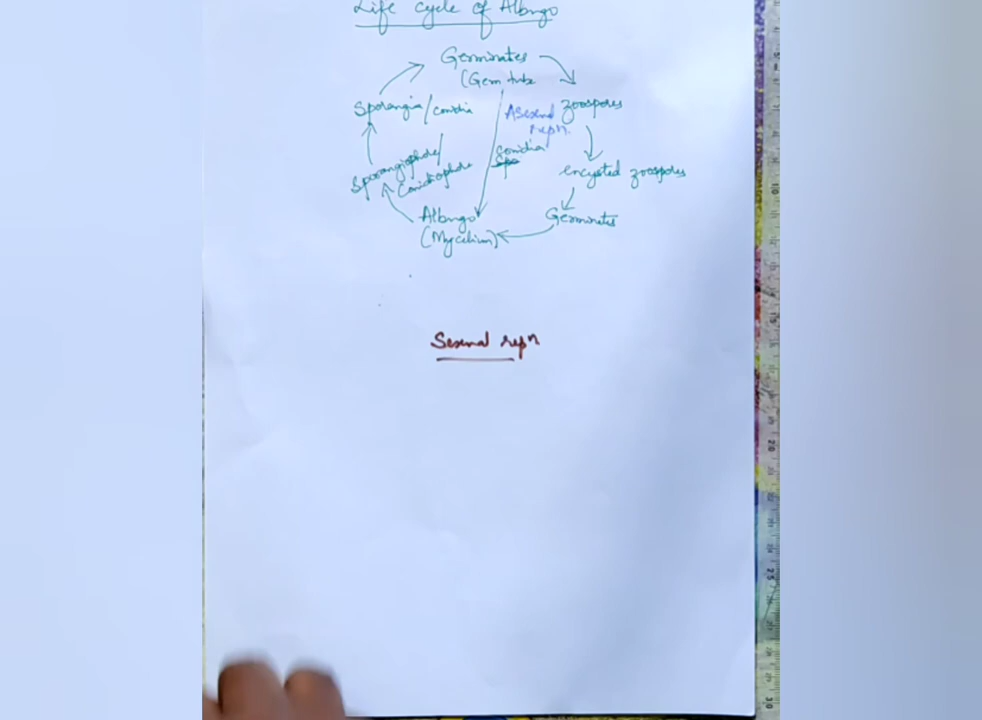 Life cycle of Albugo
Germinates
(Germ tube
Sporangia/conidia
zoospores
Asexual
repn.
Sporangiophore/
Conidiophore
conidia
Spo
encysted zoospores
Albugo
(Mycelium)
Germinates
Sexual repn